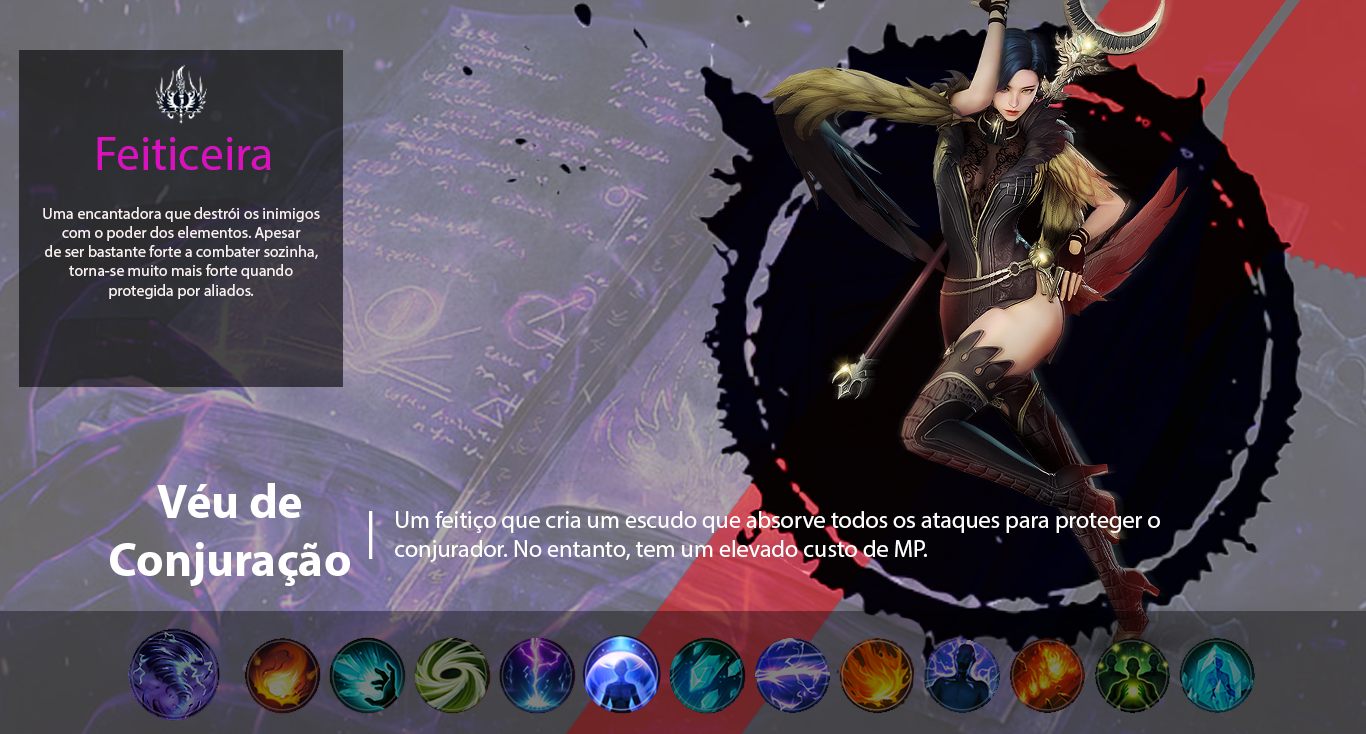 Feiticeira
Uma encantadora que destrói os inimigos
com o poder dos elementos. Apesar
de ser bastante forte a combater sozinha,
torna-se muito mais forte quando
protegida por aliados.
Véu de
Conjuração
Um feitiço que cria um escudo que absorve todos os ataques para proteger o
conjurador. No entanto, tem um elevado custo de MP.